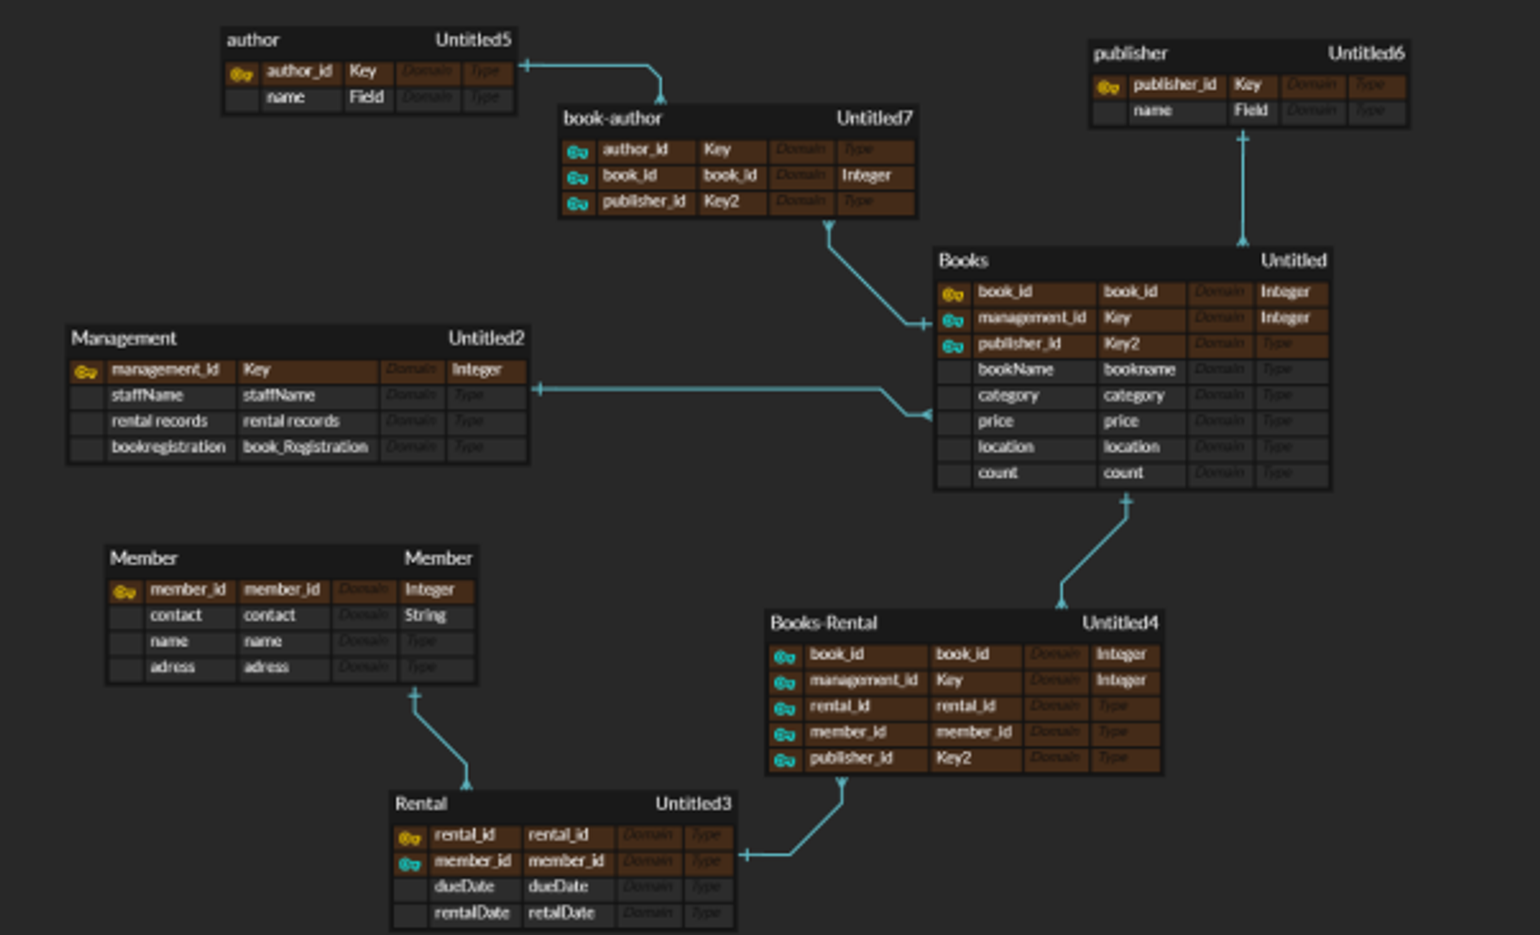 author Untitled5
author_id Key Domain Type
name Field Domain Type
publisher Untitled6
publisher_id Key Domain Type
name Field Domain Type
book-author Untitled7
author_id Key Domain Type
book_id book_id Domain Integer
publisher_id Key2 Domain Type
Books Untitled
book_id book_id Domain Integer
management_id Key Domain Integer
publisher_id Key2 Domain Type
bookName bookname Domain Type
category category Domain Type
price price Domain Type
location location Domain Type
count count Domain Type
Management Untitled2
management_id Key Domain Integer
staffName staffName Domain Type
rental records rental records Domain Type
bookregistration book_Registration Domain Type
Member Member
member_id member_id Domain Integer
contact contact Domain String
name name Domain Type
adress adress Domain Type
Books-Rental Untitled4
book_id book_id Domain Integer
management_id Key Domain Integer
rental_id rental_id Domain Type
member_id member_id Domain Type
publisher_id Key2 Domain Type
Rental Untitled3
rental_id rental_id Domain Type
member_id member_id Domain Type
dueDate dueDate Domain Type
rentalDate retalDate Domain Type